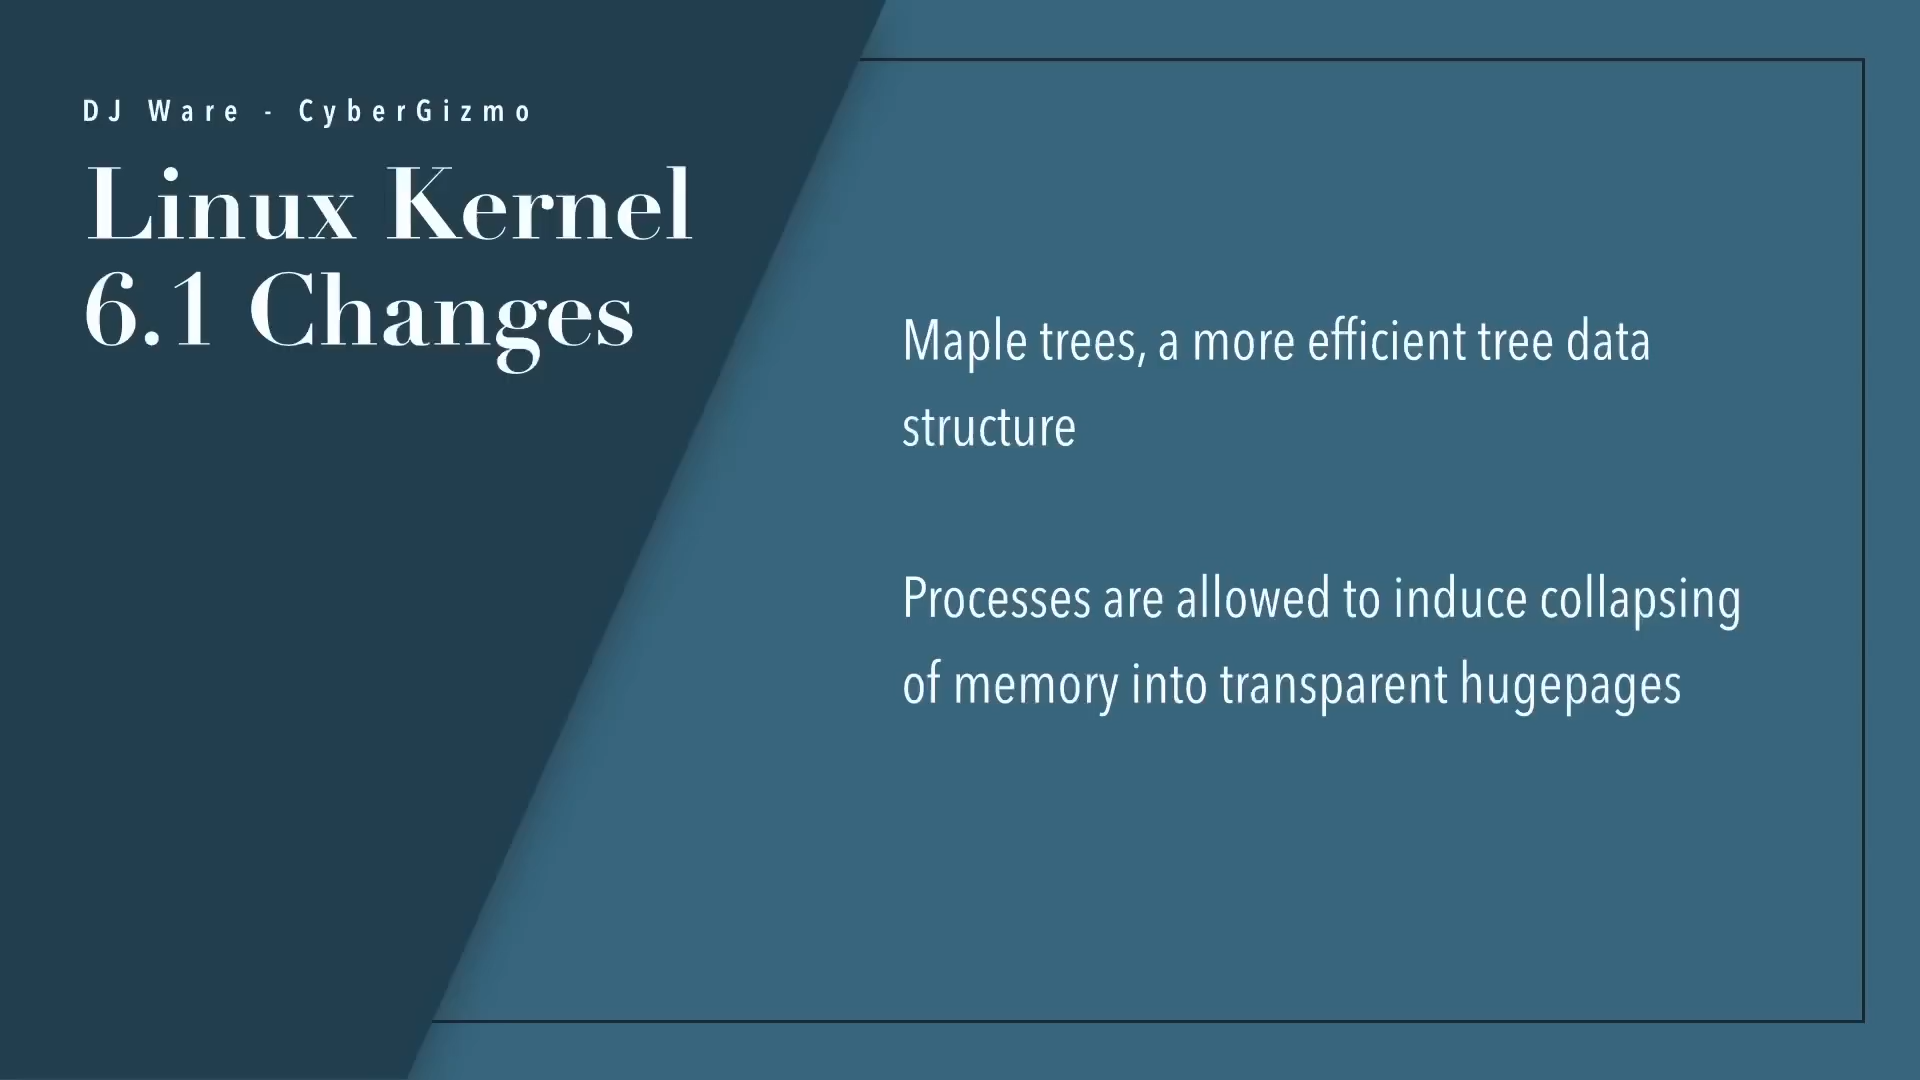 DJ Ware - CyberGizmo
Linux Kernel
6.1 Changes
Maple trees, a more efficient tree data
structure
Processes are allowed to induce collapsing
of memory into transparent hugepages